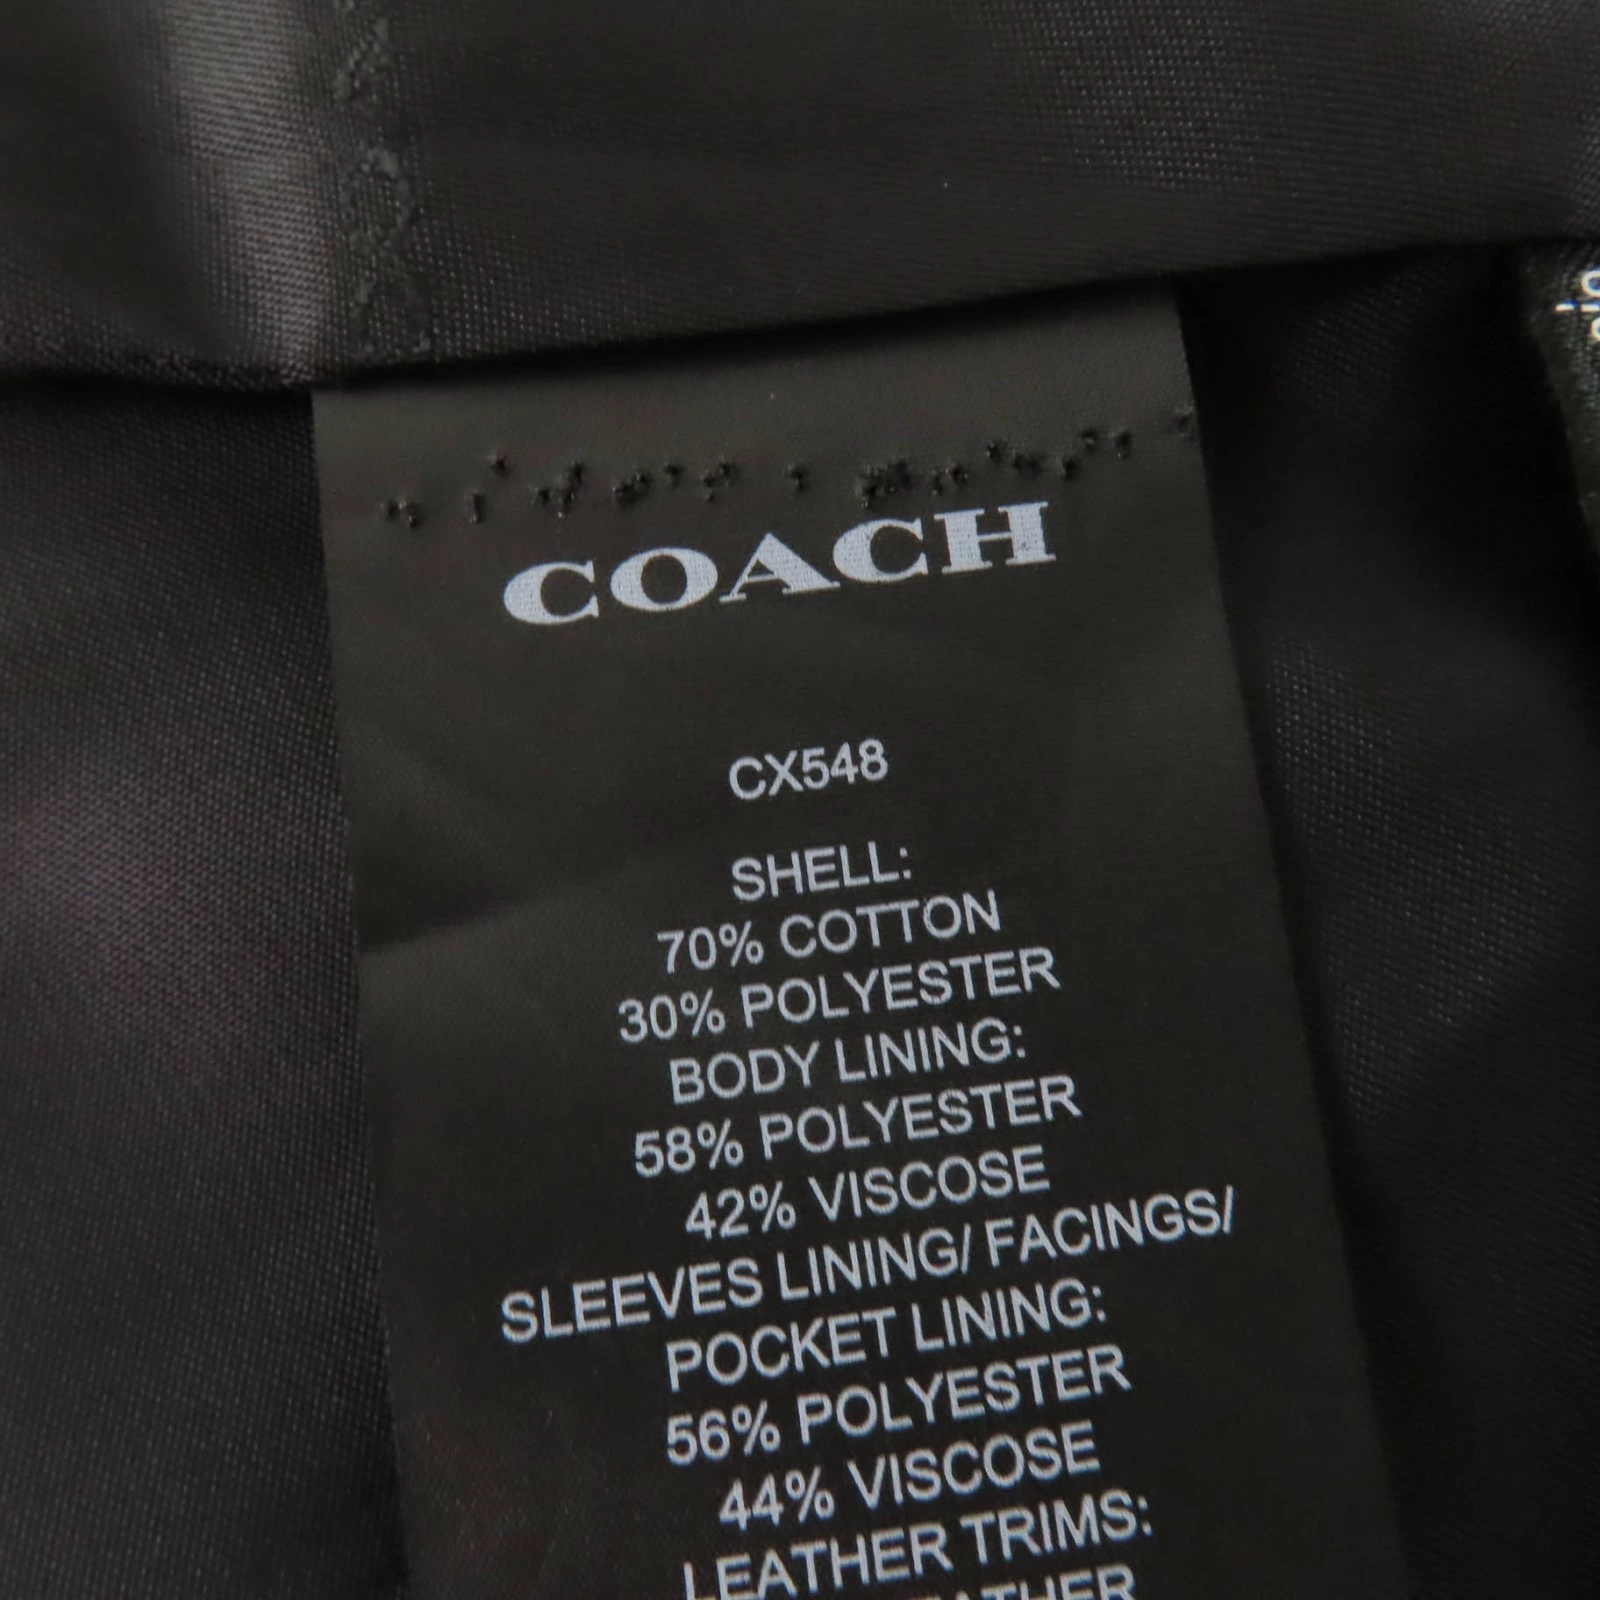 COACH
CX548
SHELL:
70% COTTON
30% POLYESTER
BODY LINING:
58% POLYESTER
42% VISCOSE
SLEEVES LINING/ FACINGS/
POCKET LINING:
56% POLYESTER
44% VISCOSE
LEATHER TRIMS: